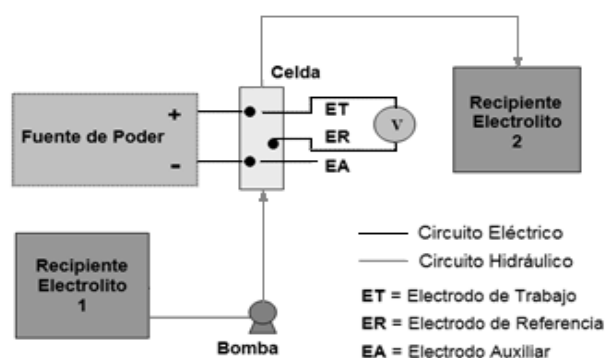 Celda
+
Fuente de Poder
-
ET
ER
EA
V
Recipiente
Electrolito
2
Recipiente
Electrolito
1
Bomba
Circuito Eléctrico
Circuito Hidráulico
ET = Electrodo de Trabajo
ER = Electrodo de Referencia
EA = Electrodo Auxiliar